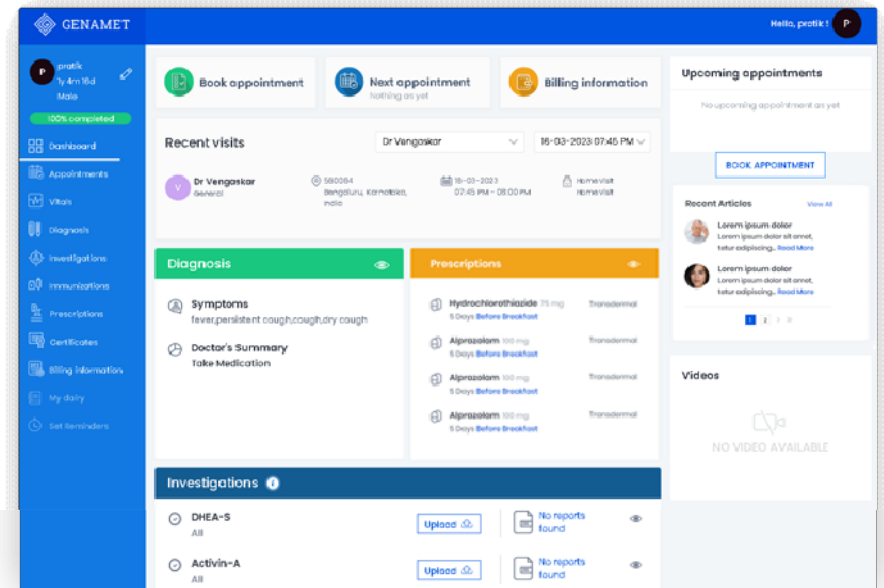 GENAMET
Hello, pratik !
P
P
pratik
1y 4m 16d
Male
100% completed
Dashboard
Appointments
Vitals
Diagnosis
Investigations
Immunizations
Prescriptions
Certificates
Billing Information
My dairy
Set Reminders
Book appointment
Next appointment
Nothing as yet
Billing information
Recent visits
Dr Vengaskar
16-03-2023 07:45 PM
V
Dr Vengaskar
General
560064
Bengaluru, Karnataka,
India
16-03-2023
07:45 PM - 08:00 PM
Home visit
Home visit
Diagnosis
Symptoms
fever,persistent cough,cough,dry cough
Doctor's Summary
Take Medication
Prescriptions
Hydrochlorothiazide 75 mg
Transdermal
5 Days Before Breakfast
Alprazolam 100 mg
Transdermal
5 Days Before Breakfast
Alprazolam 100 mg
Transdermal
5 Days Before Breakfast
Alprazolam 100 mg
Transdermal
5 Days Before Breakfast
Investigations
DHEA-S
All
Upload
No reports
found
Activin-A
All
Upload
No reports
found
Upcoming appointments
No upcoming appointment as yet
BOOK APPOINTMENT
Recent Articles
View All
Lorem ipsum dolor
Lorem ipsum dolor sit amet,
tetur adipiscing... Read More
Lorem ipsum dolor
Lorem ipsum dolor sit amet,
tetur adipiscing... Read More
1 2
Videos
NO VIDEO AVAILABLE